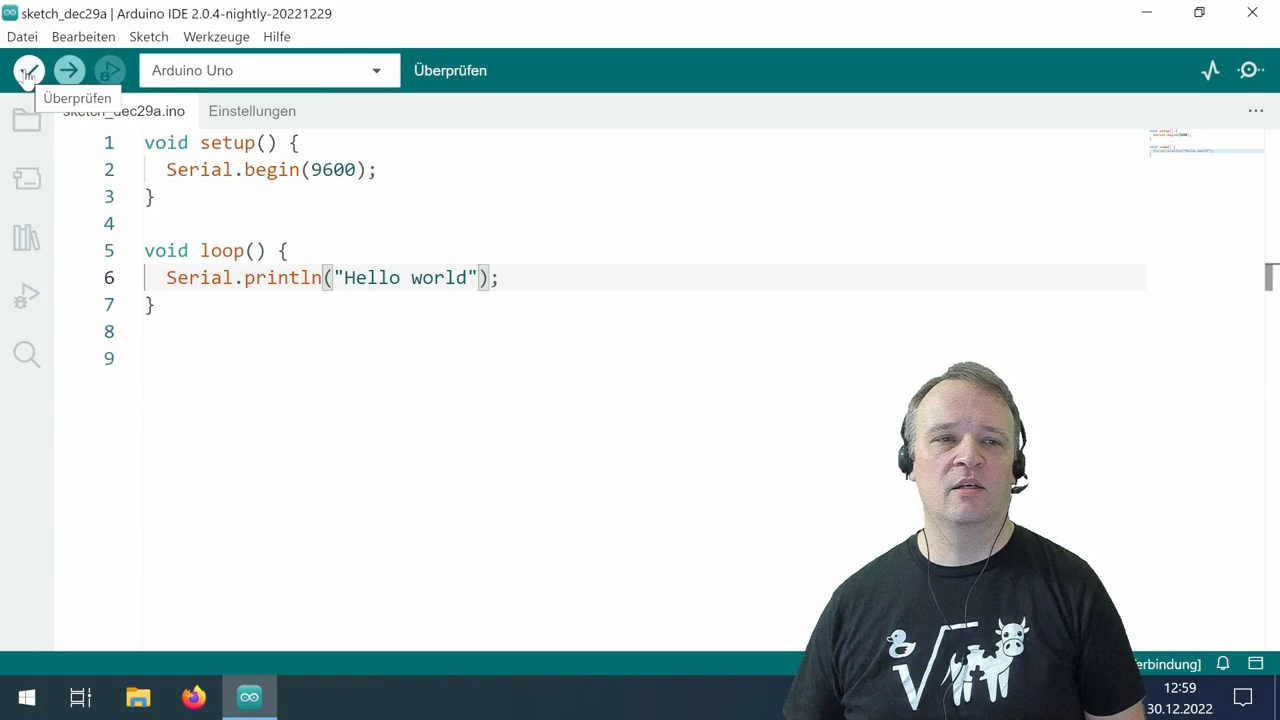 sketch_dec29a | Arduino IDE 2.0.4-nightly-20221229
Datei Bearbeiten Sketch Werkzeuge Hilfe
Arduino Uno
Überprüfen
Überprüfen
sketch_dec29a.ino Einstellungen
1 void setup() {
2 Serial.begin(9600);
3 }
4
5 void loop() {
6 Serial.println("Hello world");
7 }
8
9
erbindung]
12:59
30.12.2022